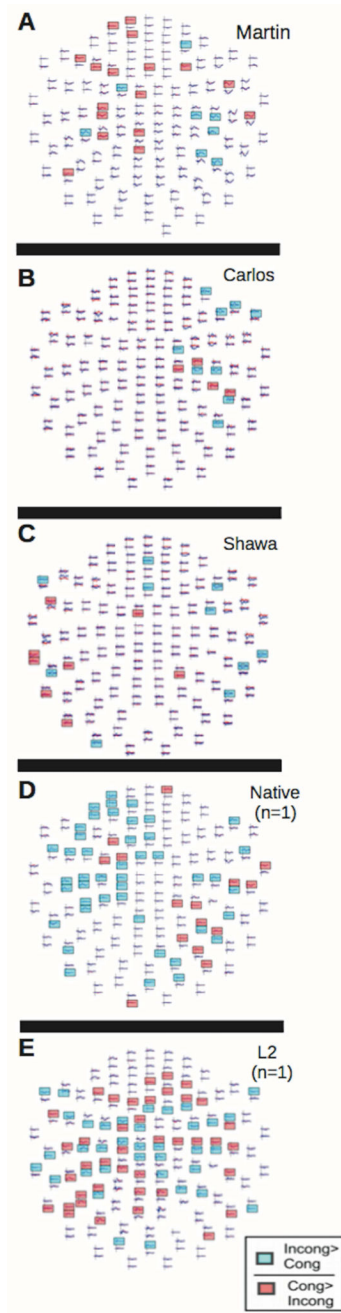 A
Martin
B
Carlos
C
Shawa
D
Native
(n=1)
E
L2
(n=1)
Incong>
Cong
Cong>
Incong